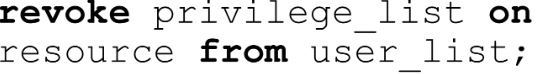 revoke privilege_list on
resource from user_list;